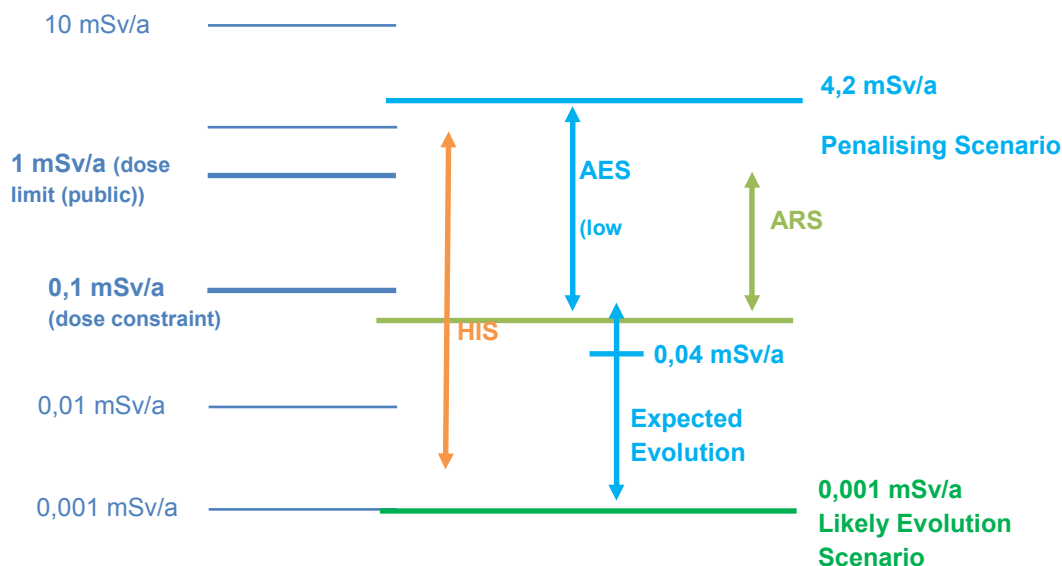 10 mSv/a
4,2 mSv/a
Penalising Scenario
1 mSv/a (dose
limit (public))
AES
(low
ARS
0,1 mSv/a
(dose constraint)
HIS
0,04 mSv/a
0,01 mSv/a
Expected
Evolution
0,001 mSv/a
0,001 mSv/a
Likely Evolution
Scenario